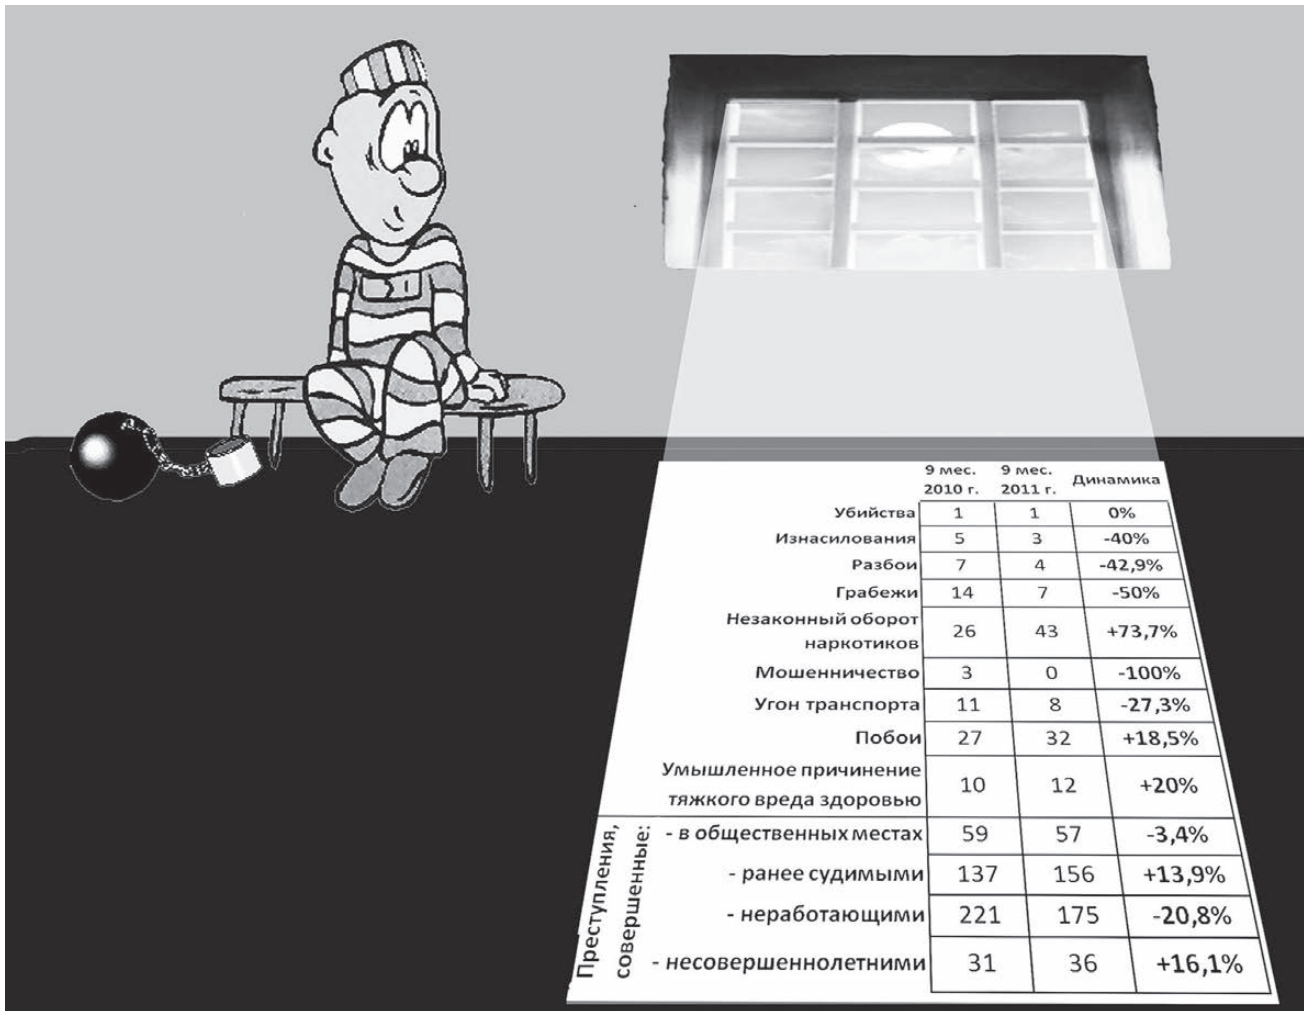 9 мес. 2010 г. 9 мес. 2011 г. Динамика
Убийства 1 1 0%
Изнасилования 5 3 -40%
Разбои 7 4 -42,9%
Грабежи 14 7 -50%
Незаконный оборот
наркотиков 26 43 +73,7%
Мошенничество 3 0 -100%
Угон транспорта 11 8 -27,3%
Побои 27 32 +18,5%
Умышленное причинение
тяжкого вреда здоровью 10 12 +20%
Преступления,
совершенные:
- в общественных местах 59 57 -3,4%
- ранее судимыми 137 156 +13,9%
- неработающими 221 175 -20,8%
- несовершеннолетними 31 36 +16,1%